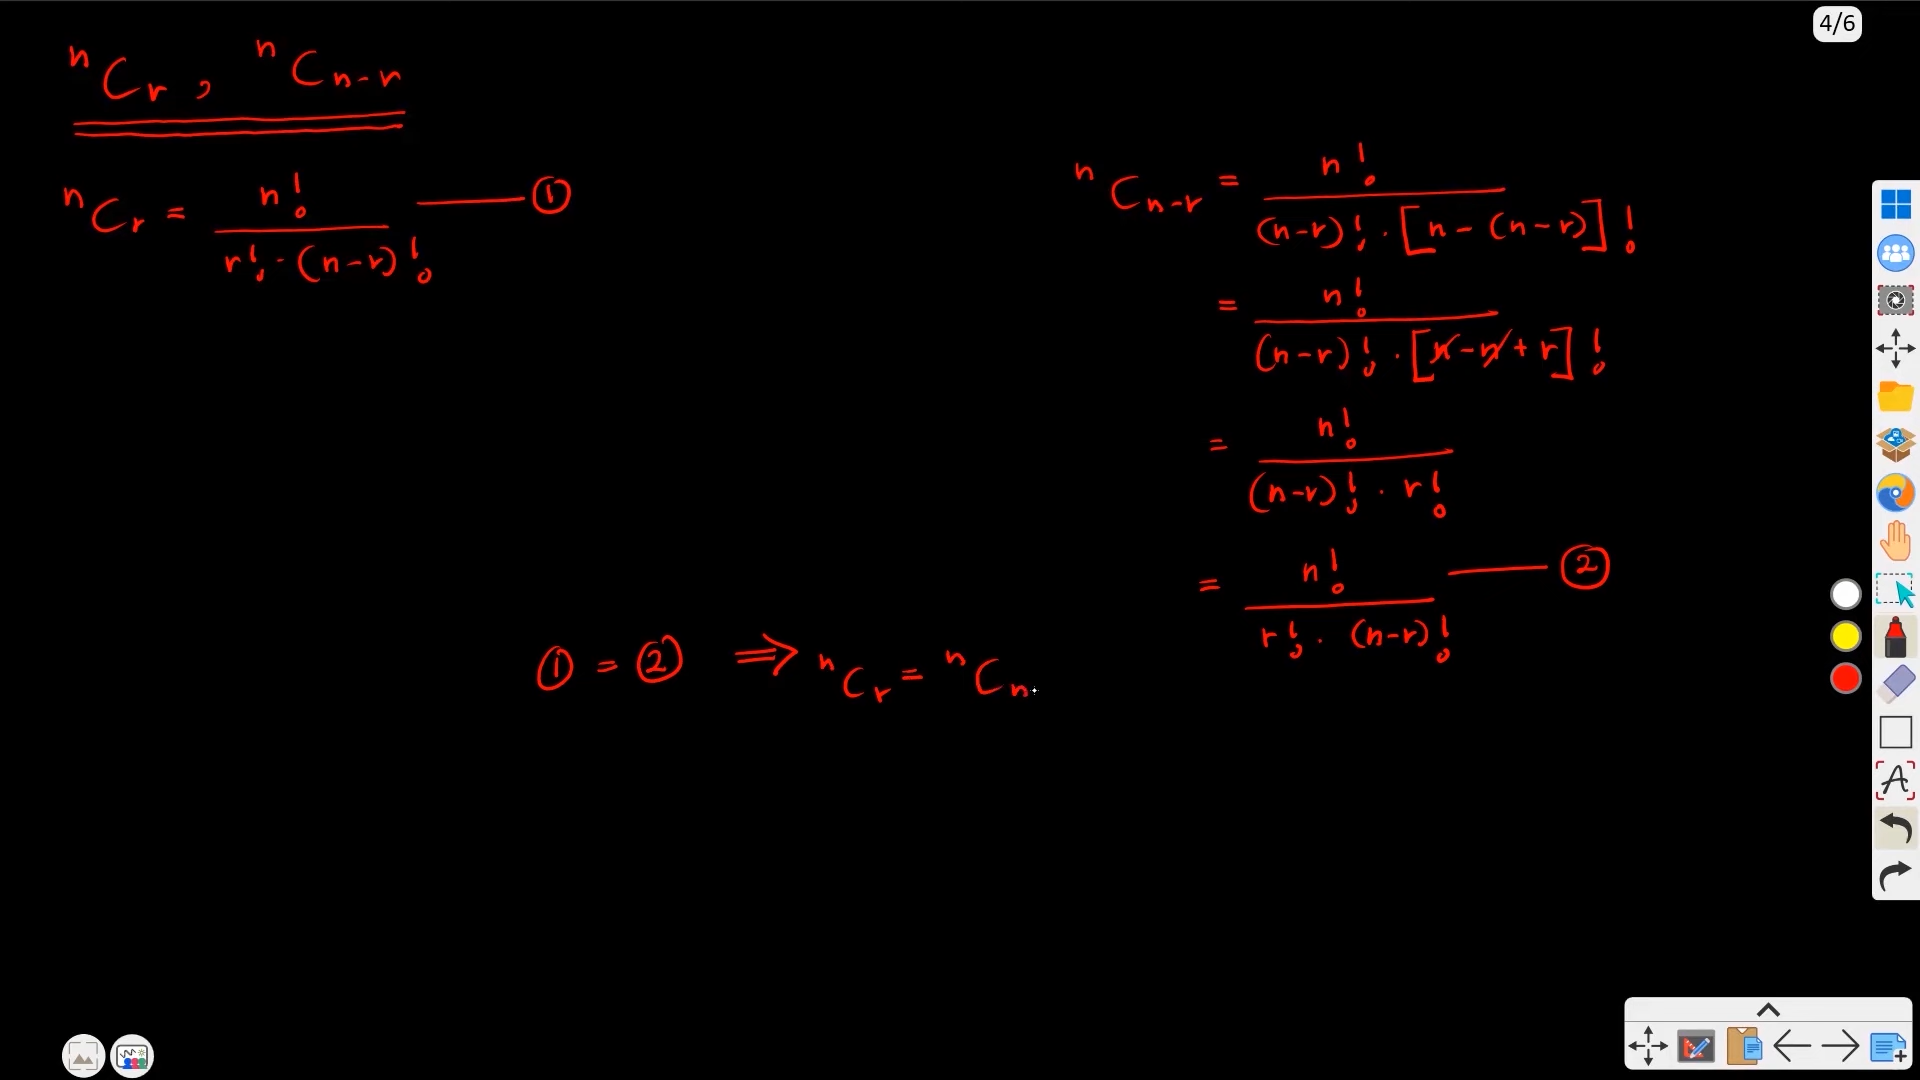 4/6
ⁿCᵣ , ⁿCₙ₋ᵣ
ⁿCᵣ = n! / r! · (n-r)! —— ①
ⁿCₙ₋ᵣ = n! / (n-r)! · [n - (n-r)]!
= n! / (n-r)! · [n - n + r]!
= n! / (n-r)! · r!
= n! / r! · (n-r)! —— ②
① = ② ⇒ ⁿCᵣ = ⁿCₙ